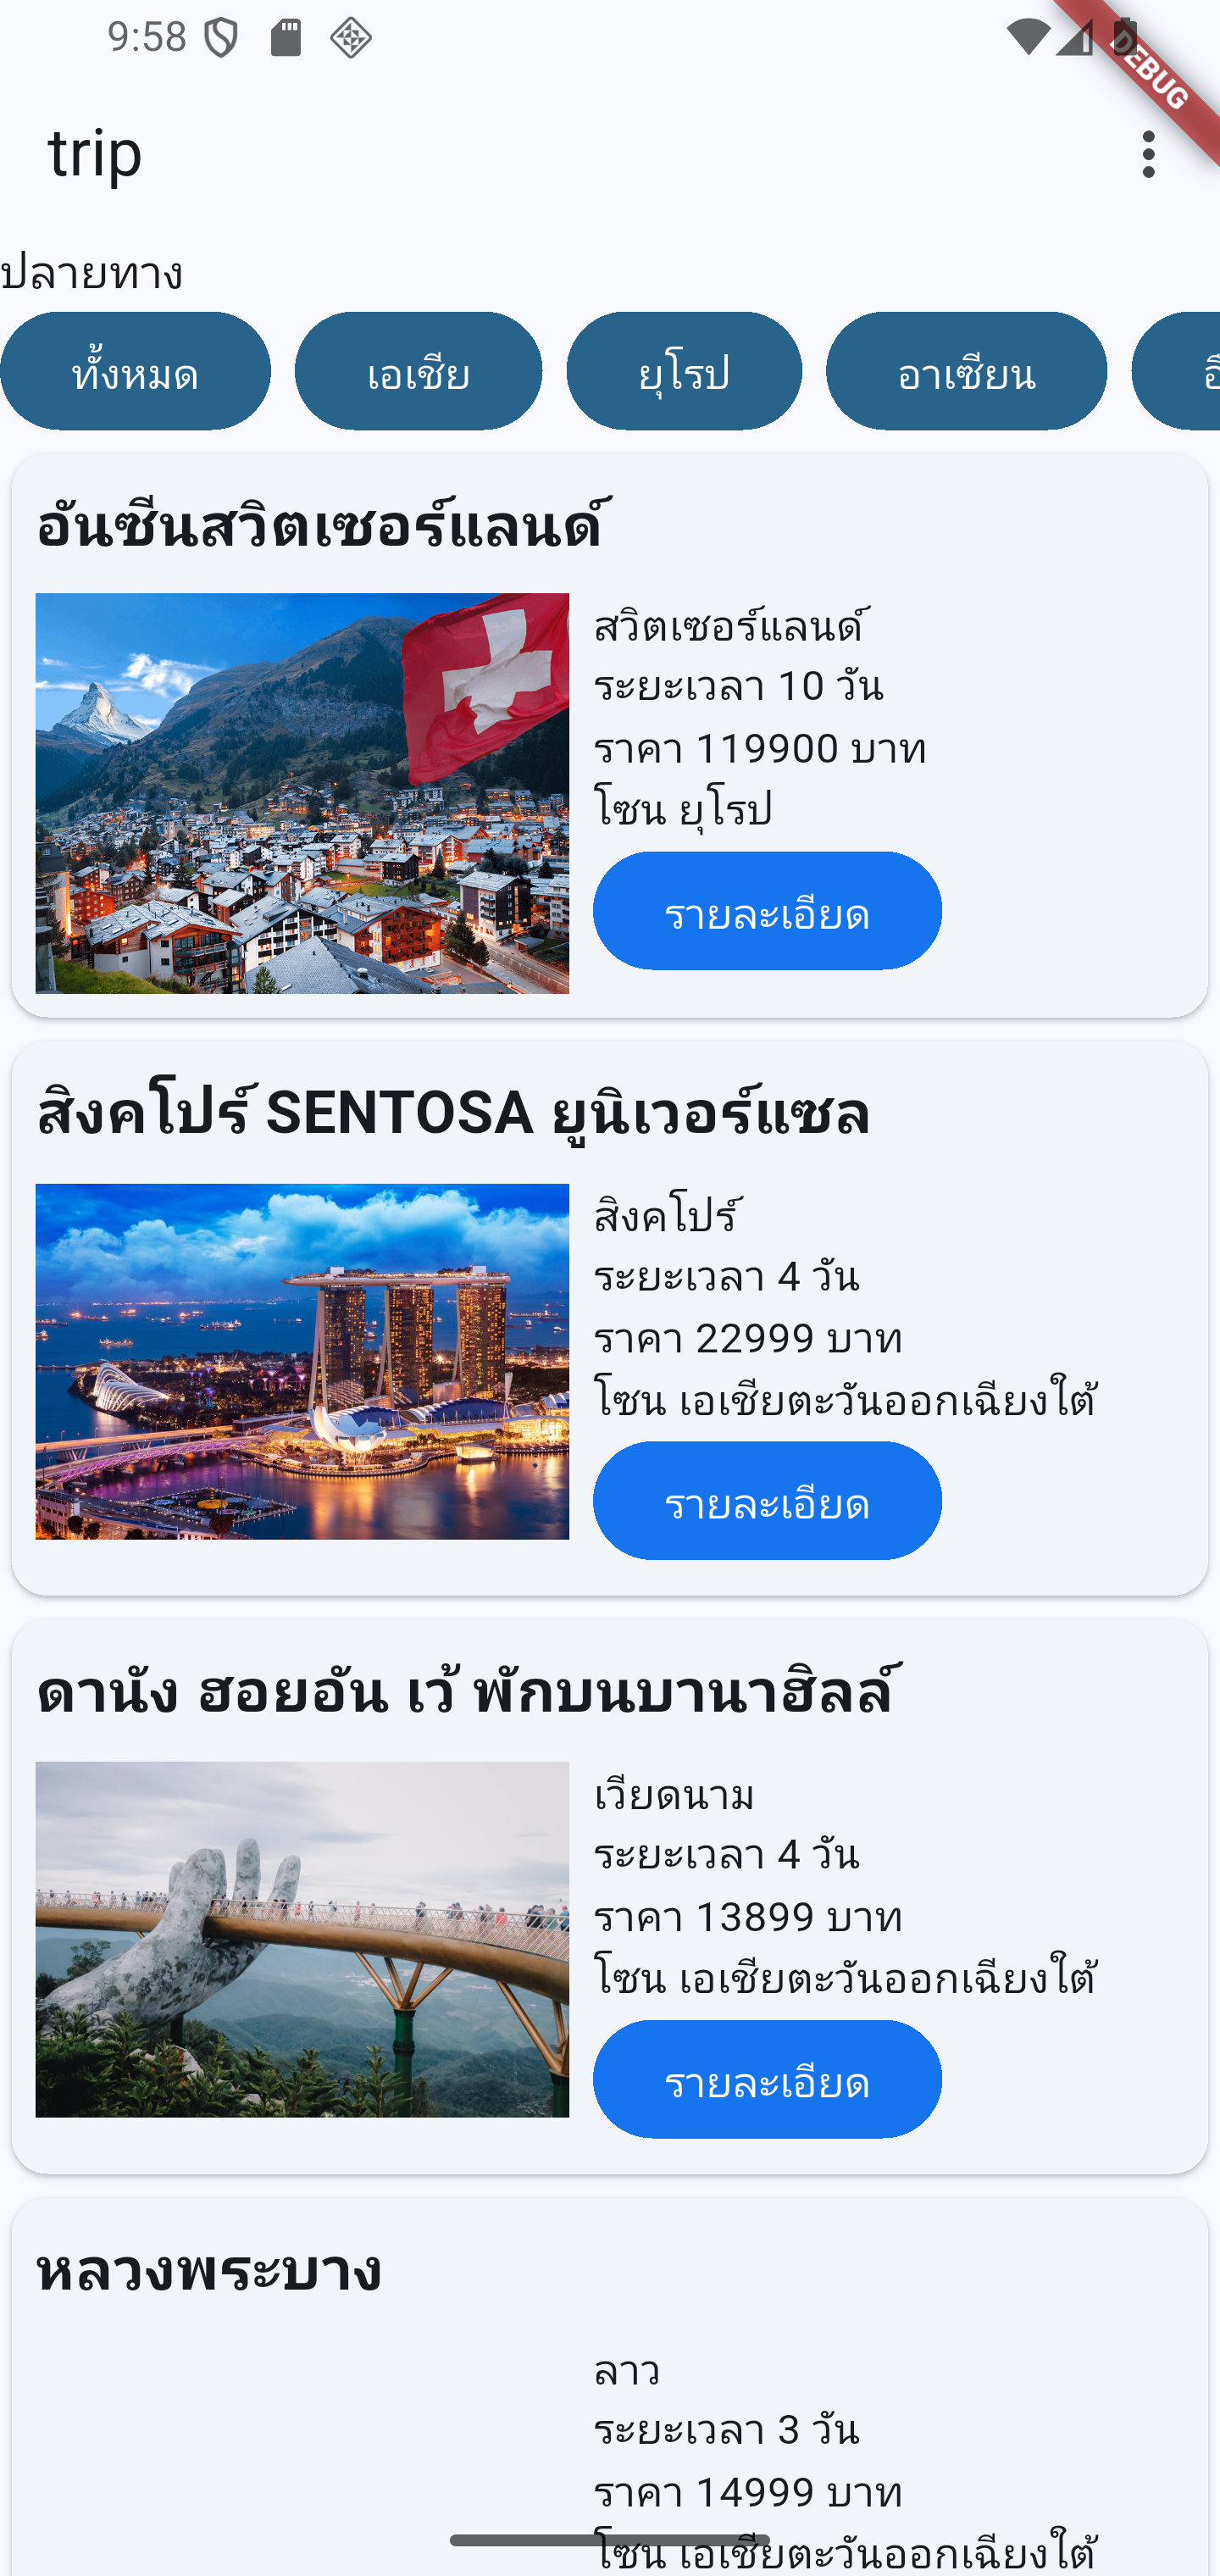 9:58
DEBUG
trip
ปลายทาง
ทั้งหมด เอเชีย ยุโรป อาเซียน
อันซีนสวิตเซอร์แลนด์
สวิตเซอร์แลนด์
ระยะเวลา 10 วัน
ราคา 119900 บาท
โซน ยุโรป
รายละเอียด
สิงคโปร์ SENTOSA ยูนิเวอร์แซล
สิงคโปร์
ระยะเวลา 4 วัน
ราคา 22999 บาท
โซน เอเชียตะวันออกเฉียงใต้
รายละเอียด
ดานัง ฮอยอัน เว้ พักบนบานาฮิลล์
เวียดนาม
ระยะเวลา 4 วัน
ราคา 13899 บาท
โซน เอเชียตะวันออกเฉียงใต้
รายละเอียด
หลวงพระบาง
ลาว
ระยะเวลา 3 วัน
ราคา 14999 บาท
โซน เอเชียตะวันออกเฉียงใต้